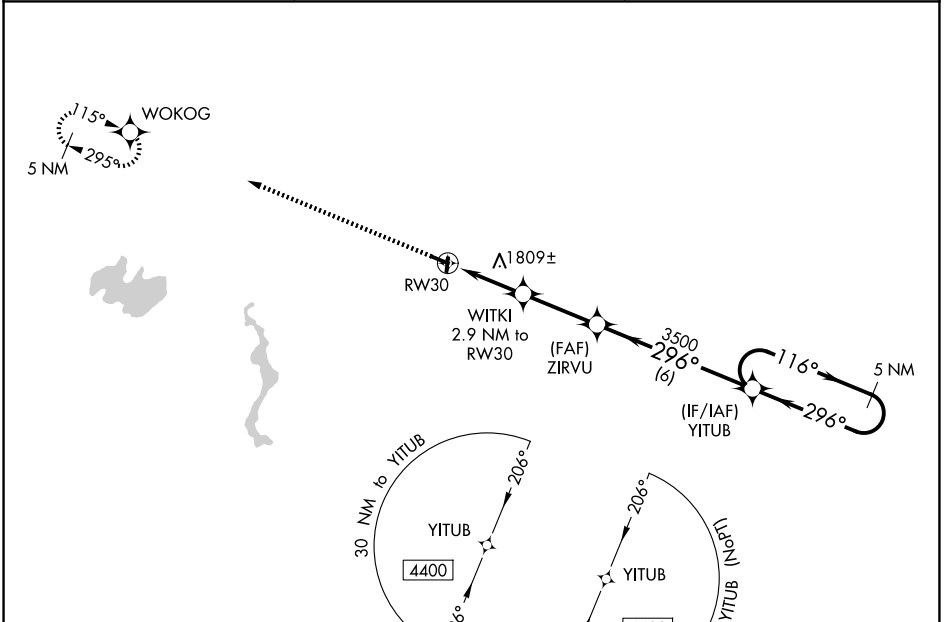 WOKOG
115°
295°
5 NM
1809±
RW30
WITKI
2.9 NM to
RW30
(FAF)
ZIRVU
3500
296°
(6)
116°
5 NM
296°
(IF/IAF)
YITUB
30 NM to YITUB
206°
YITUB
4400
206°
YITUB
YITUB (NoPT)